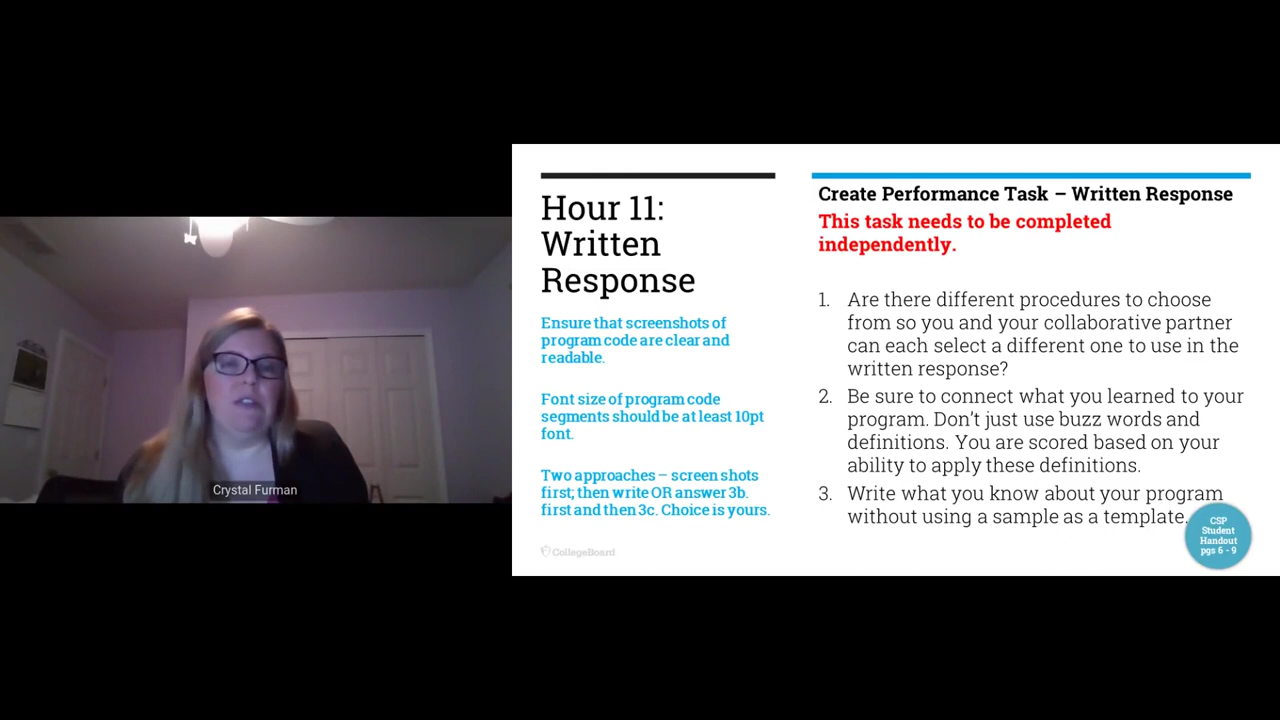 Crystal Furman
Hour 11:
Written
Response
Ensure that screenshots of
program code are clear and
readable.
Font size of program code
segments should be at least 10pt
font.
Two approaches – screen shots
first; then write OR answer 3b.
first and then 3c. Choice is yours.
CollegeBoard
Create Performance Task – Written Response
This task needs to be completed
independently.
1. Are there different procedures to choose
from so you and your collaborative partner
can each select a different one to use in the
written response?
2. Be sure to connect what you learned to your
program. Don’t just use buzz words and
definitions. You are scored based on your
ability to apply these definitions.
3. Write what you know about your program
without using a sample as a template.
CSP
Student
Handout
pgs 6 - 9